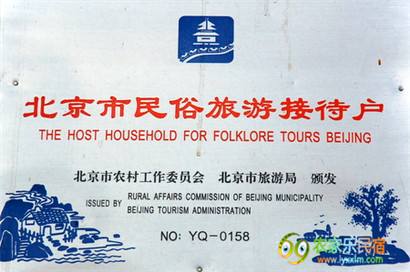 北京市民俗旅游接待户
THE HOST HOUSEHOLD FOR FOLKLORE TOURS BEIJING
北京市农村工作委员会 北京市旅游局 颁发
ISSUED BY RURAL AFFAIRS COMMISSION OF BEIJING MUNICIPALITY
BEIJING TOURISM ADMINISTRATION
NO: YQ-0158
农家乐民宿
www.lyxxlm.com